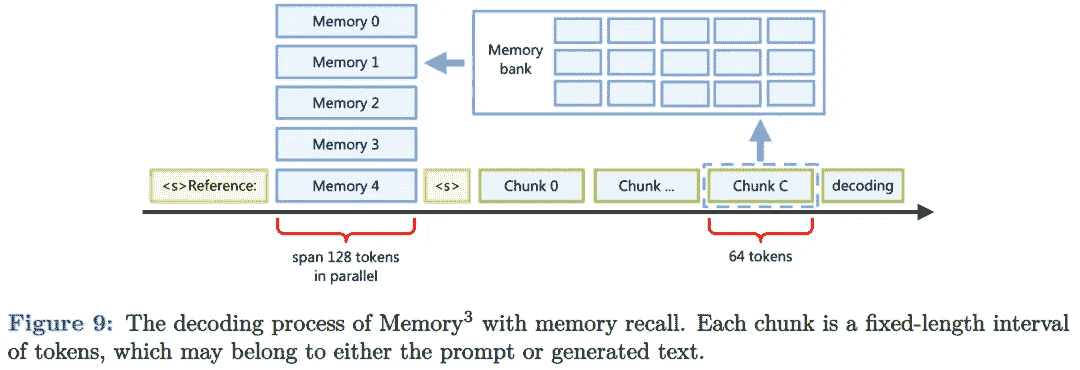 Memory 0
Memory 1
Memory 2
Memory 3
Memory bank
<s>Reference:
Memory 4
<s>
Chunk 0
Chunk ...
Chunk C
decoding
span 128 tokens
in parallel
64 tokens
Figure 9: The decoding process of Memory³ with memory recall. Each chunk is a fixed-length interval
of tokens, which may belong to either the prompt or generated text.